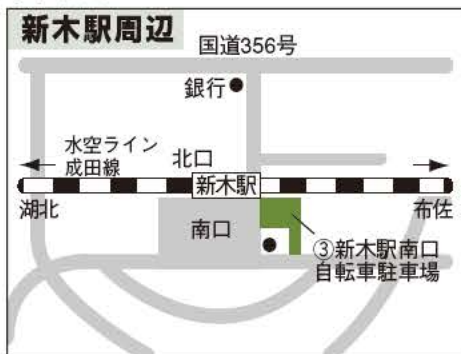 新木駅周辺
国道356号
銀行
水空ライン
成田線
北口
新木駅
湖北
布佐
南口
③新木駅南口
自転車駐車場